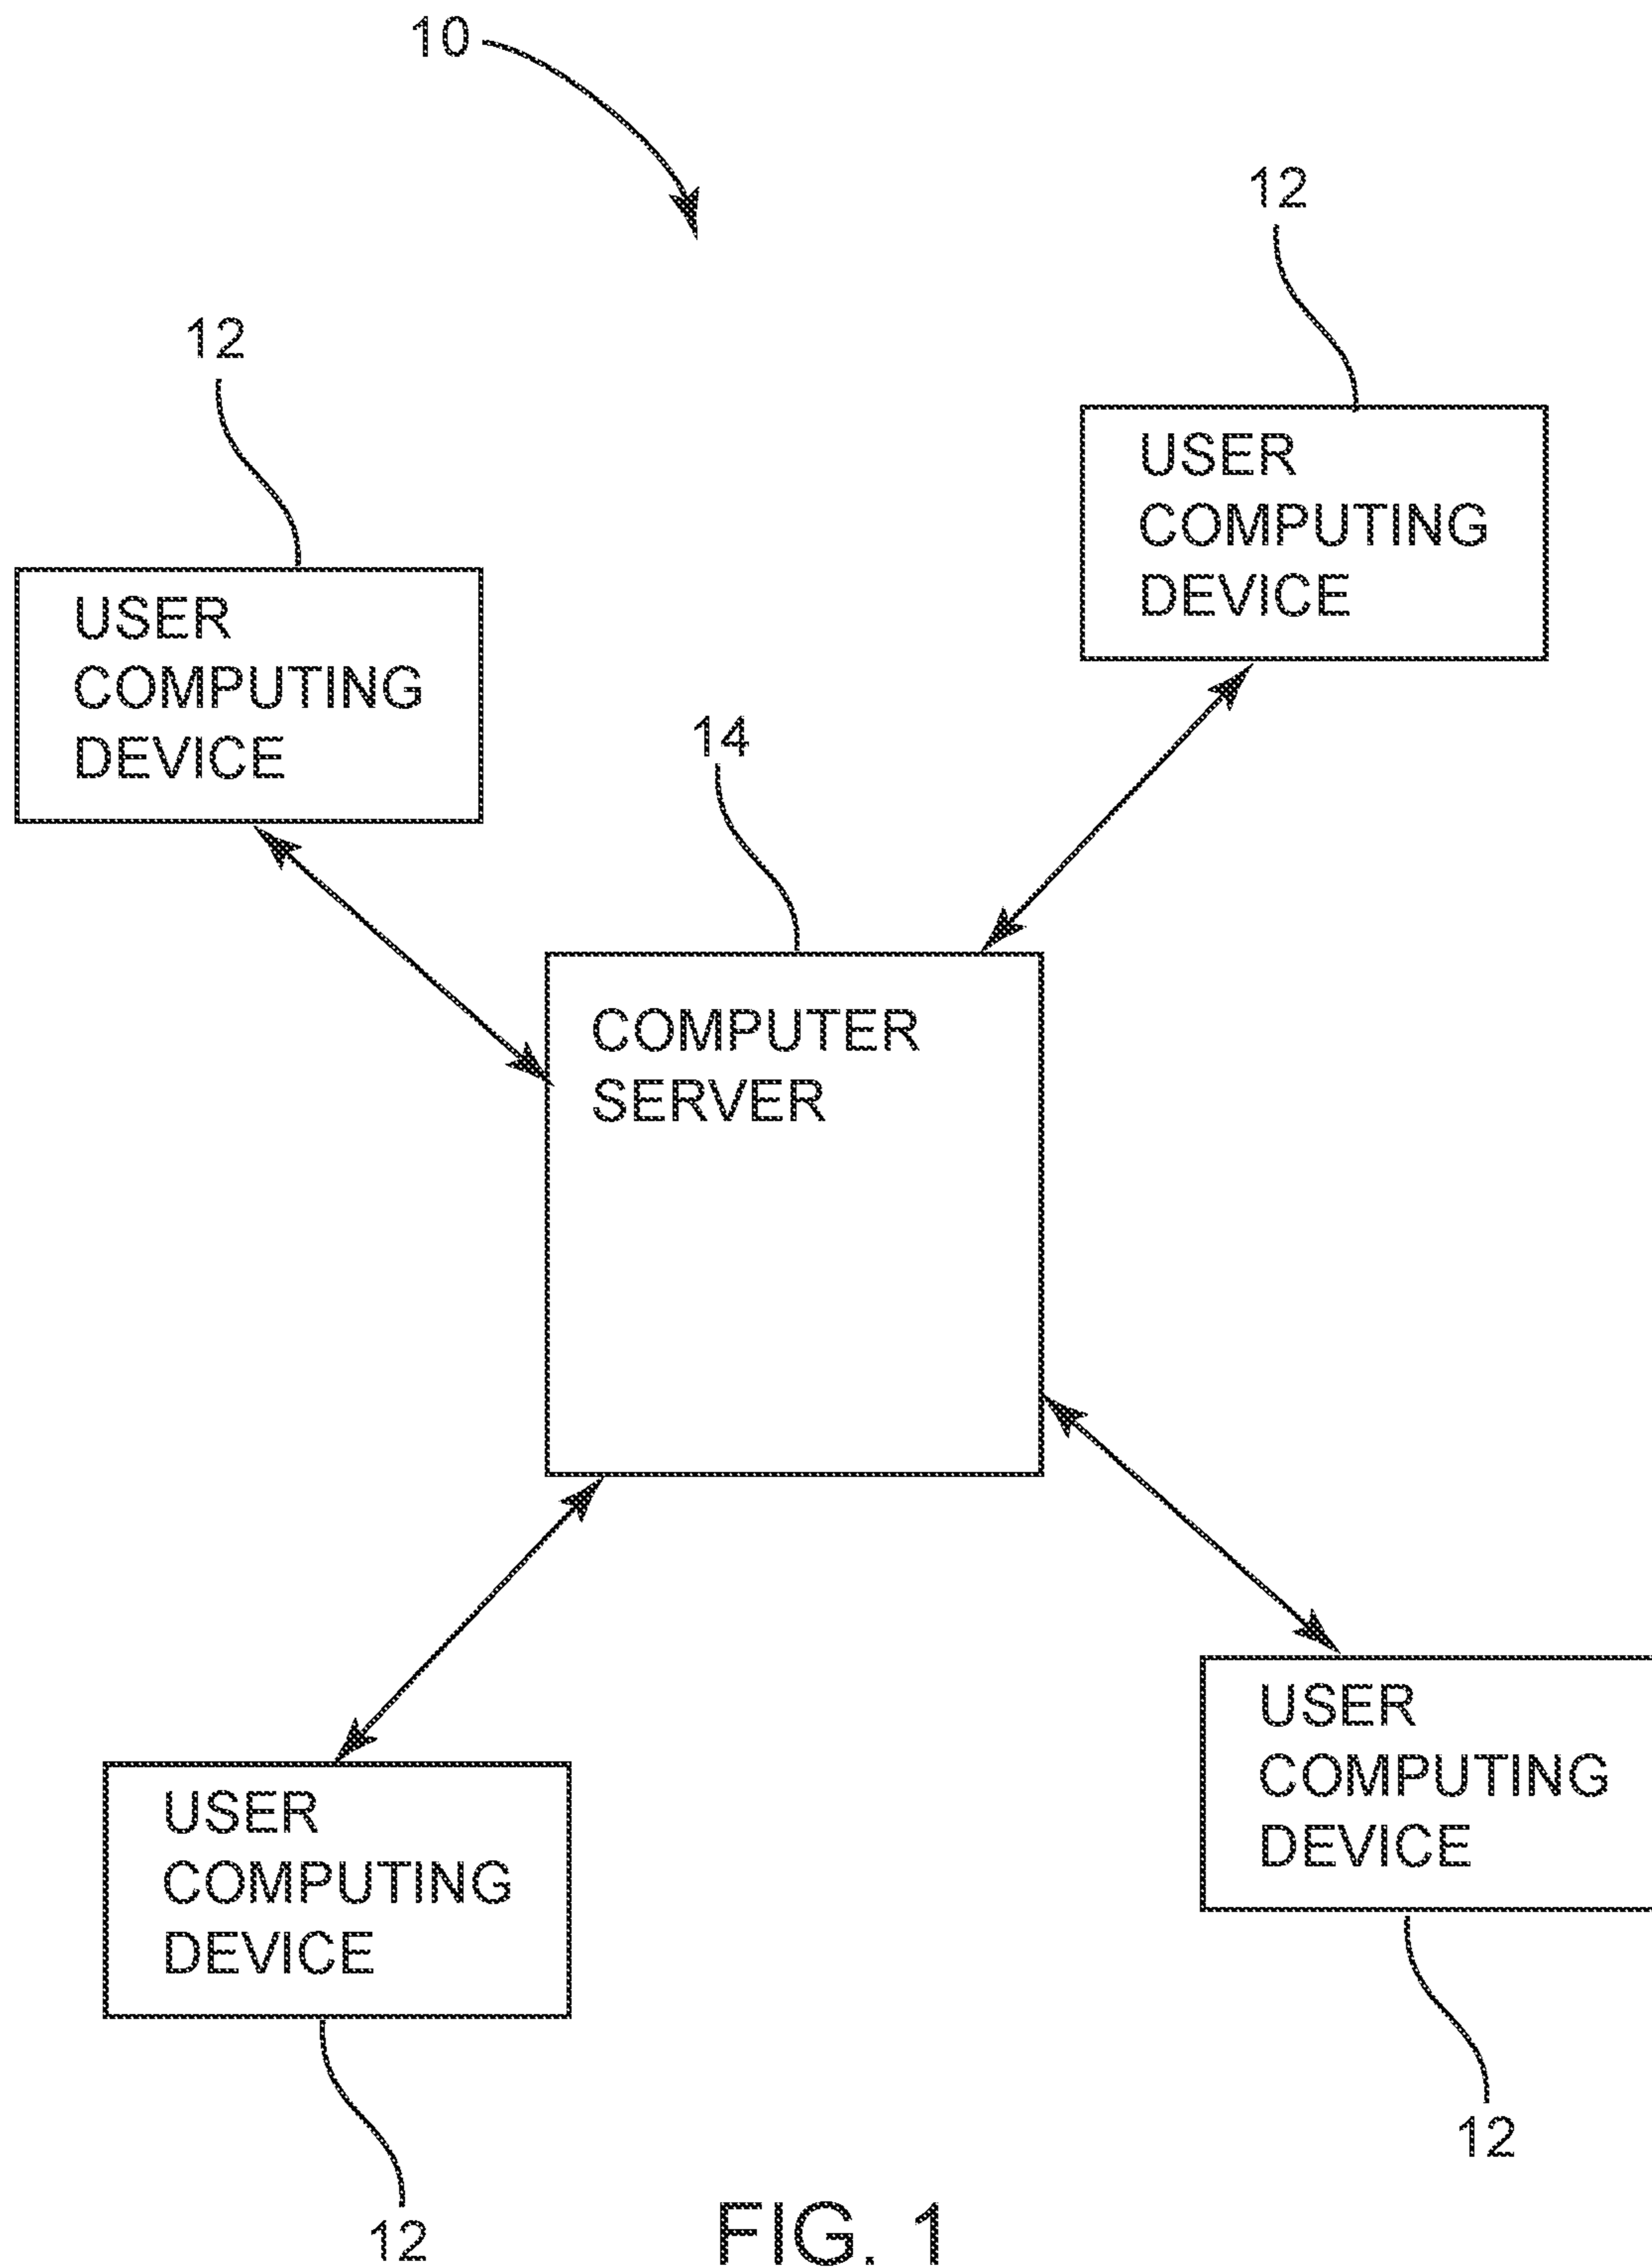 10
12
12
USER
COMPUTING
DEVICE
USER
COMPUTING
DEVICE
14
COMPUTER
SERVER
USER
COMPUTING
DEVICE
USER
COMPUTING
DEVICE
12
12
FIG. 1